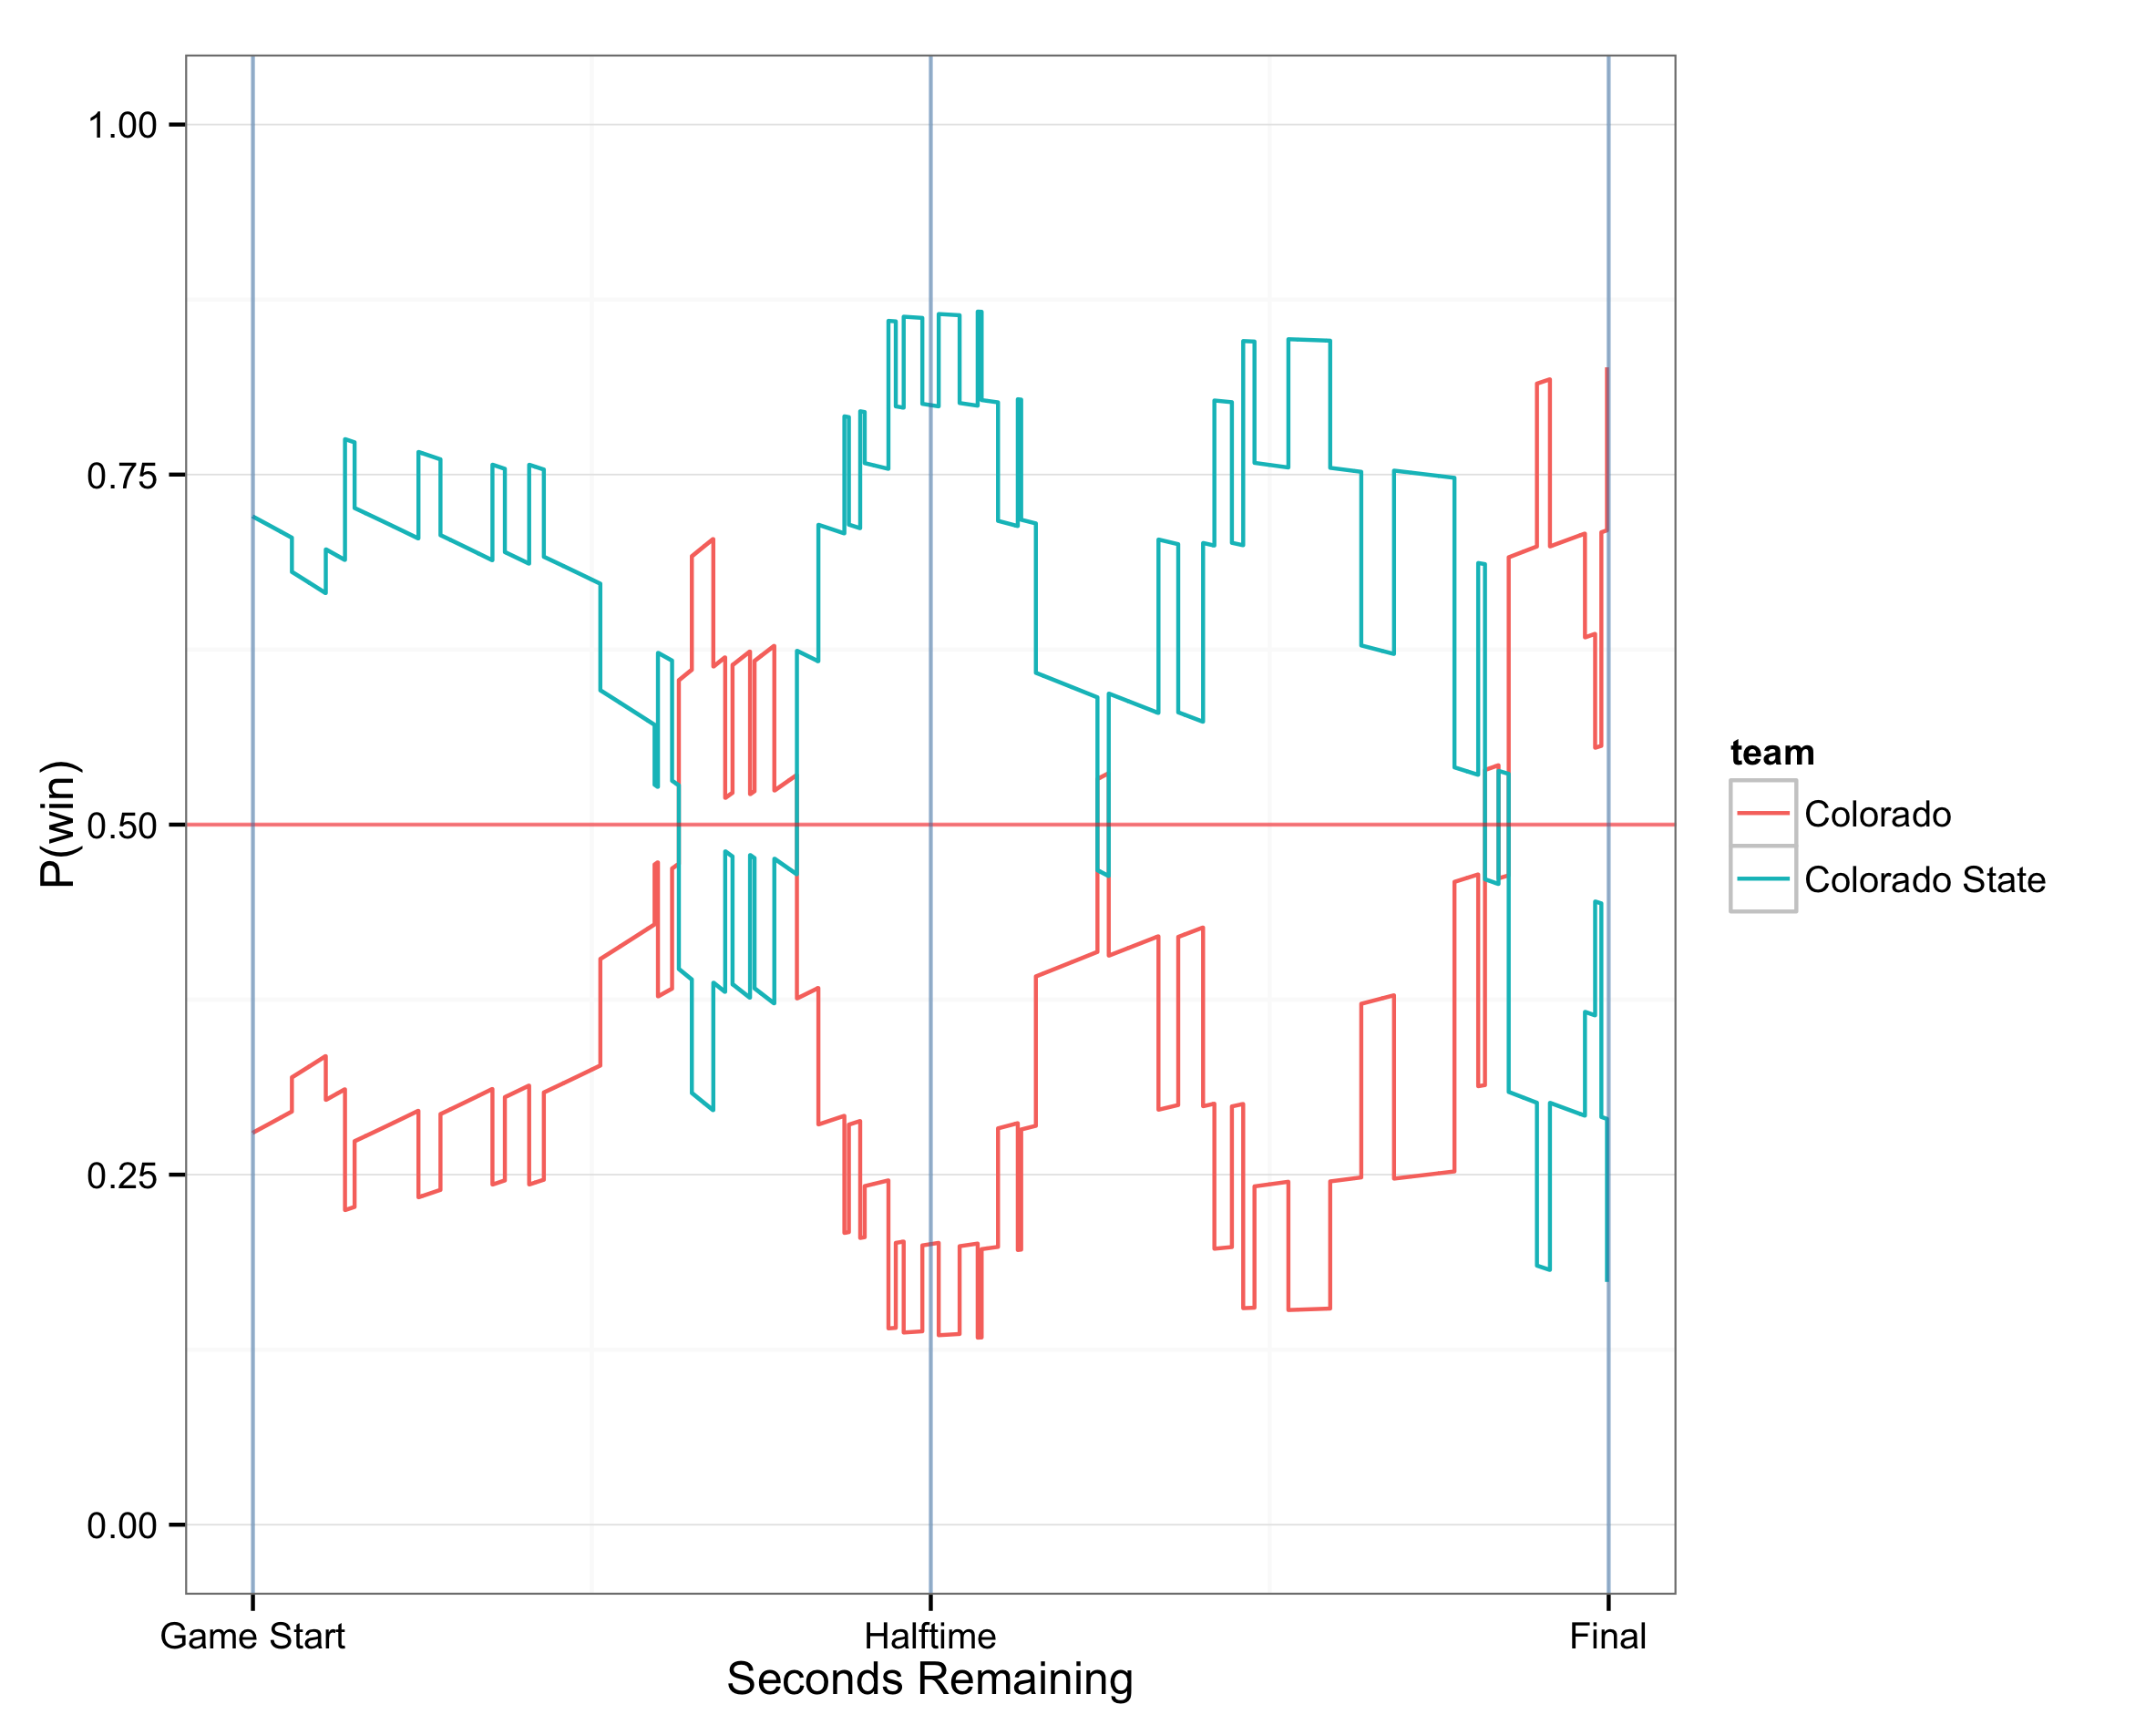 1.00
0.75
0.50
0.25
0.00
P(win)
Game Start
Halftime
Final
Seconds Remaining
team
Colorado
Colorado State